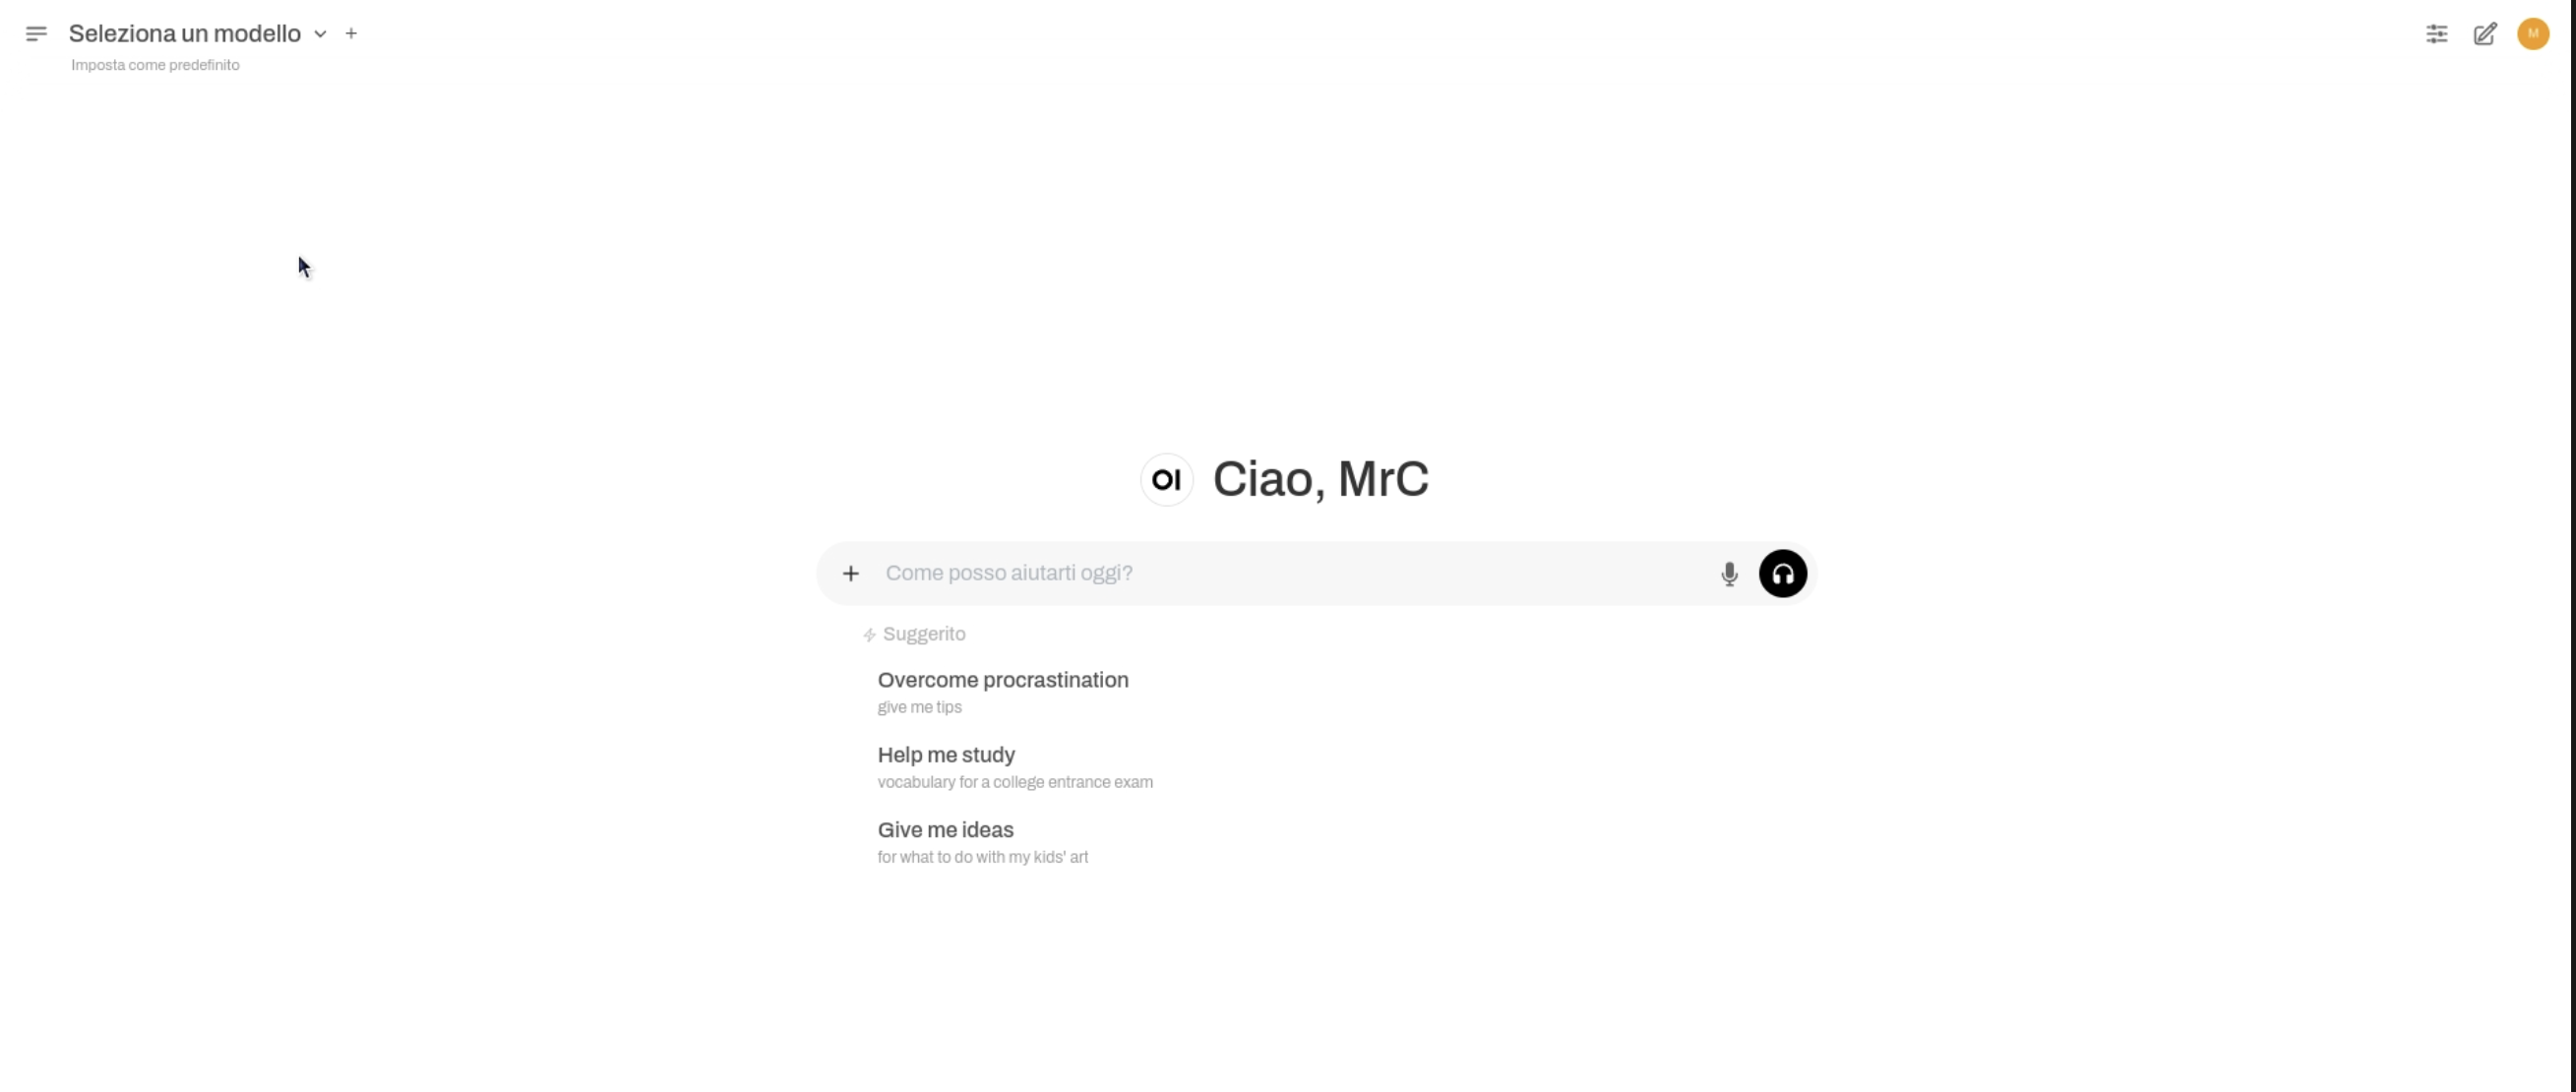 Seleziona un modello
Imposta come predefinito
M
OI Ciao, MrC
Come posso aiutarti oggi?
Suggerito
Overcome procrastination
give me tips
Help me study
vocabulary for a college entrance exam
Give me ideas
for what to do with my kids' art